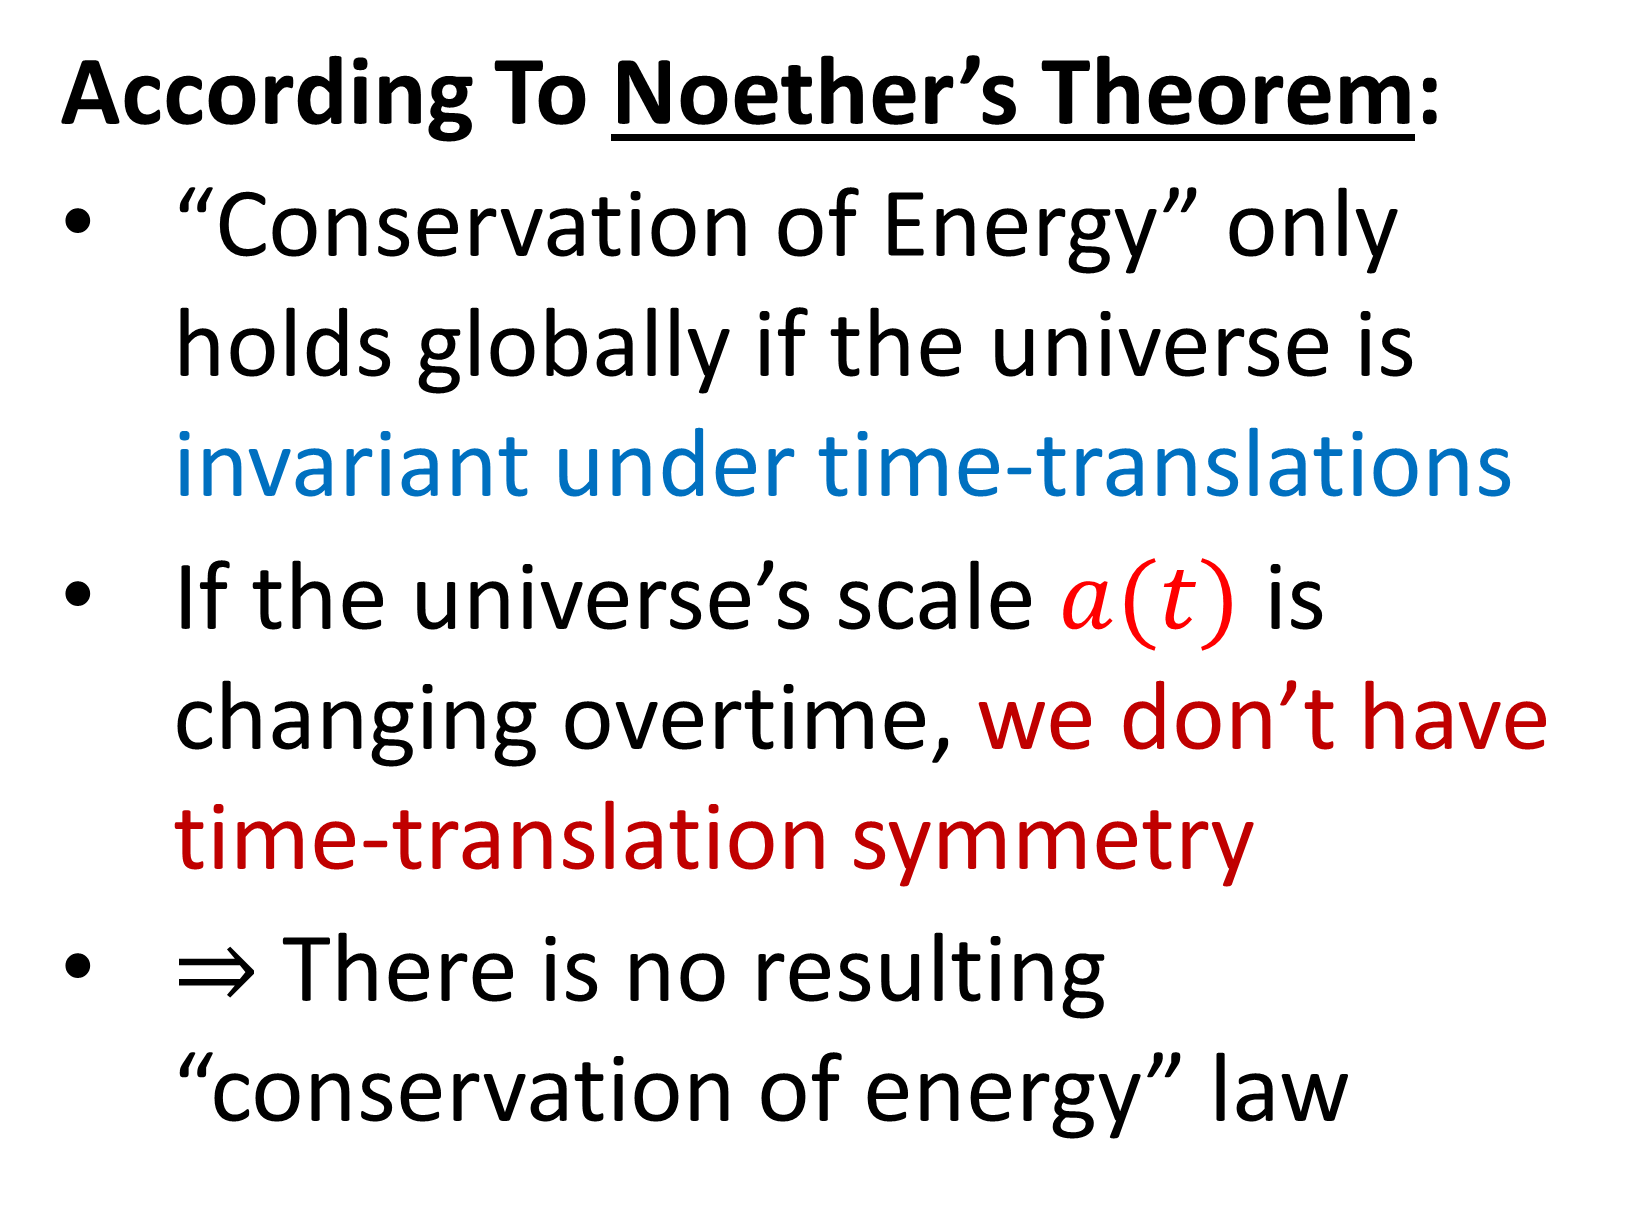 According To Noether’s Theorem:
• “Conservation of Energy” only
holds globally if the universe is
invariant under time-translations
• If the universe’s scale a(t) is
changing overtime, we don’t have
time-translation symmetry
• ⇒ There is no resulting
“conservation of energy” law